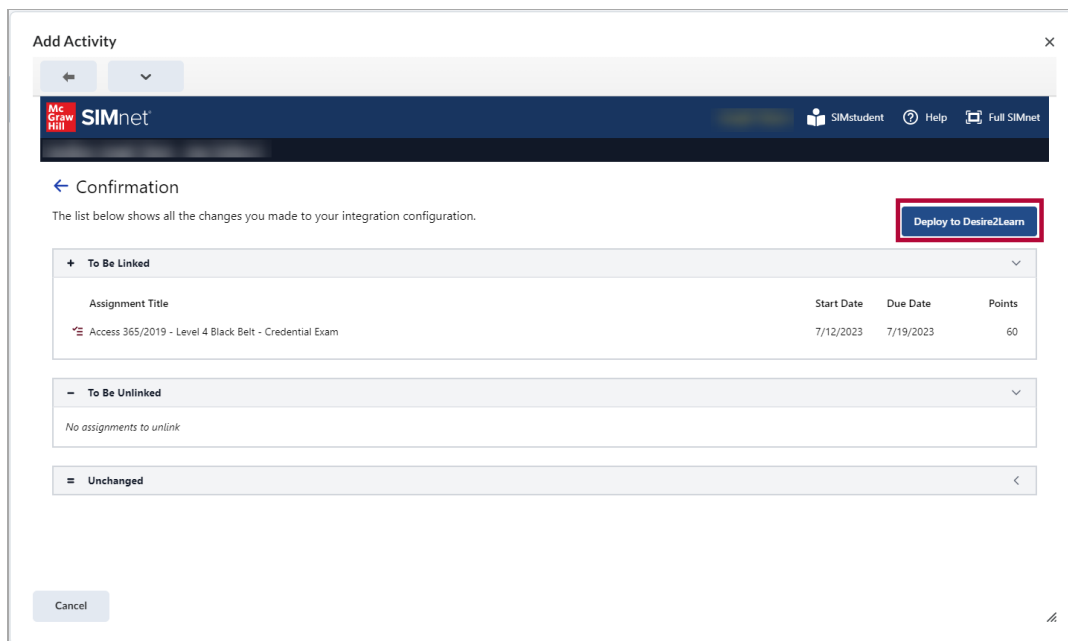 Add Activity
Mc Graw Hill SIMnet SIMstudent Help Full SIMnet
Confirmation
The list below shows all the changes you made to your integration configuration.
Deploy to Desire2Learn
To Be Linked
Assignment Title Start Date Due Date Points
Access 365/2019 - Level 4 Black Belt - Credential Exam 7/12/2023 7/19/2023 60
To Be Unlinked
No assignments to unlink
Unchanged
Cancel